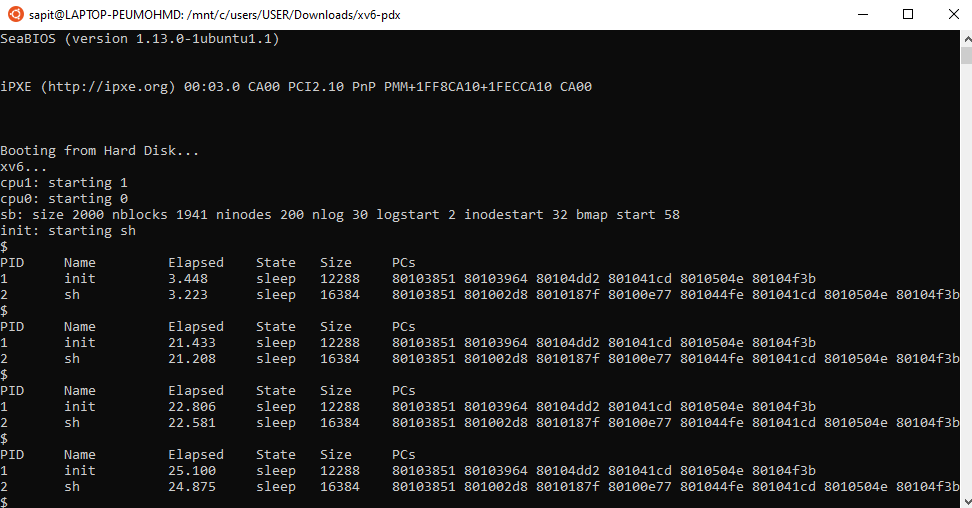 sapit@LAPTOP-PEUMOHMD: /mnt/c/users/USER/Downloads/xv6-pdx
SeaBIOS (version 1.13.0-1ubuntu1.1)
iPXE (http://ipxe.org) 00:03.0 CA00 PCI2.10 PnP PMM+1FF8CA10+1FECCA10 CA00
Booting from Hard Disk...
xv6...
cpu1: starting 1
cpu0: starting 0
sb: size 2000 nblocks 1941 ninodes 200 nlog 30 logstart 2 inodestart 32 bmap start 58
init: starting sh
$
PID Name Elapsed State Size PCs
1 init 3.448 sleep 12288 80103851 80103964 80104dd2 801041cd 8010504e 80104f3b
2 sh 3.223 sleep 16384 80103851 801002d8 8010187f 80100e77 801044fe 801041cd 8010504e 80104f3b
$
PID Name Elapsed State Size PCs
1 init 21.433 sleep 12288 80103851 80103964 80104dd2 801041cd 8010504e 80104f3b
2 sh 21.208 sleep 16384 80103851 801002d8 8010187f 80100e77 801044fe 801041cd 8010504e 80104f3b
$
PID Name Elapsed State Size PCs
1 init 22.806 sleep 12288 80103851 80103964 80104dd2 801041cd 8010504e 80104f3b
2 sh 22.581 sleep 16384 80103851 801002d8 8010187f 80100e77 801044fe 801041cd 8010504e 80104f3b
$
PID Name Elapsed State Size PCs
1 init 25.100 sleep 12288 80103851 80103964 80104dd2 801041cd 8010504e 80104f3b
2 sh 24.875 sleep 16384 80103851 801002d8 8010187f 80100e77 801044fe 801041cd 8010504e 80104f3b
$